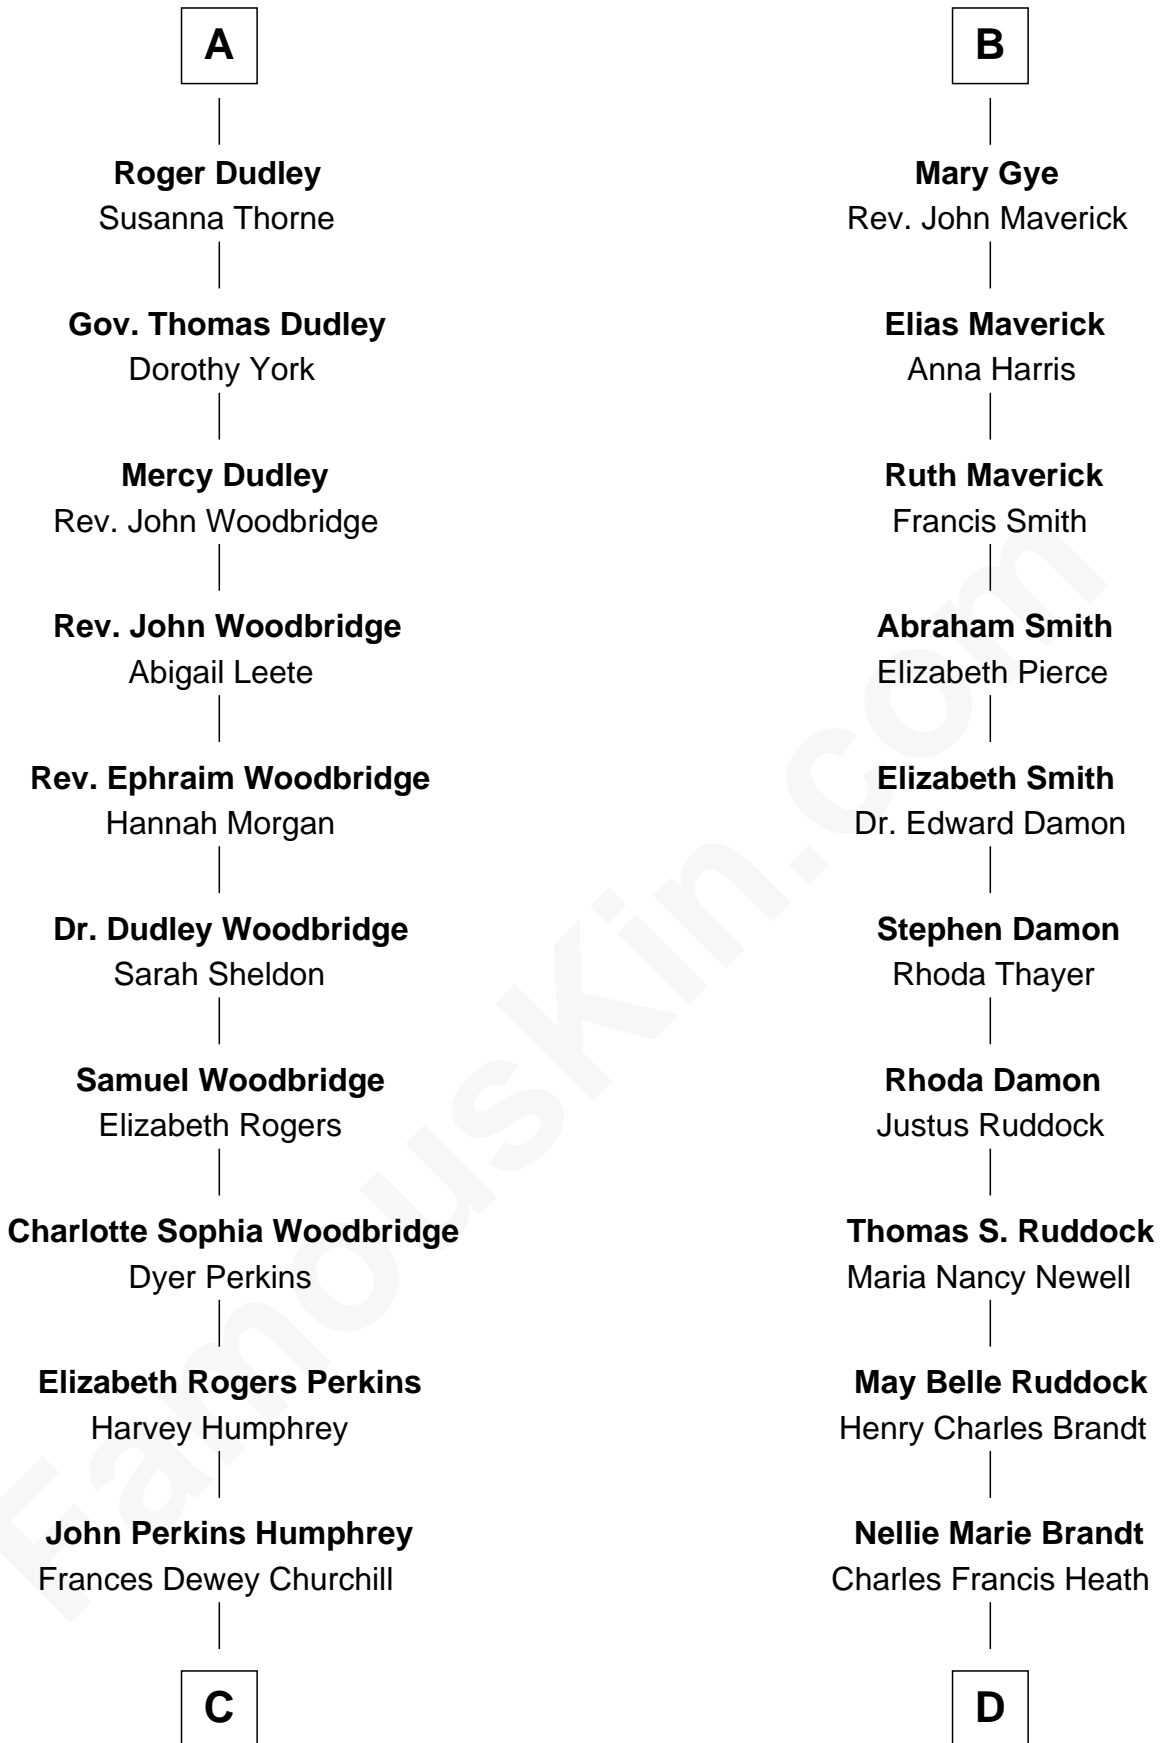 A
Roger Dudley
Susanna Thorne
Gov. Thomas Dudley
Dorothy York
Mercy Dudley
Rev. John Woodbridge
Rev. John Woodbridge
Abigail Leete
Rev. Ephraim Woodbridge
Hannah Morgan
Dr. Dudley Woodbridge
Sarah Sheldon
Samuel Woodbridge
Elizabeth Rogers
Charlotte Sophia Woodbridge
Dyer Perkins
Elizabeth Rogers Perkins
Harvey Humphrey
John Perkins Humphrey
Frances Dewey Churchill
C
B
Mary Gye
Rev. John Maverick
Elias Maverick
Anna Harris
Ruth Maverick
Francis Smith
Abraham Smith
Elizabeth Pierce
Elizabeth Smith
Dr. Edward Damon
Stephen Damon
Rhoda Thayer
Rhoda Damon
Justus Ruddock
Thomas S. Ruddock
Maria Nancy Newell
May Belle Ruddock
Henry Charles Brandt
Nellie Marie Brandt
Charles Francis Heath
D
FamousKin.com